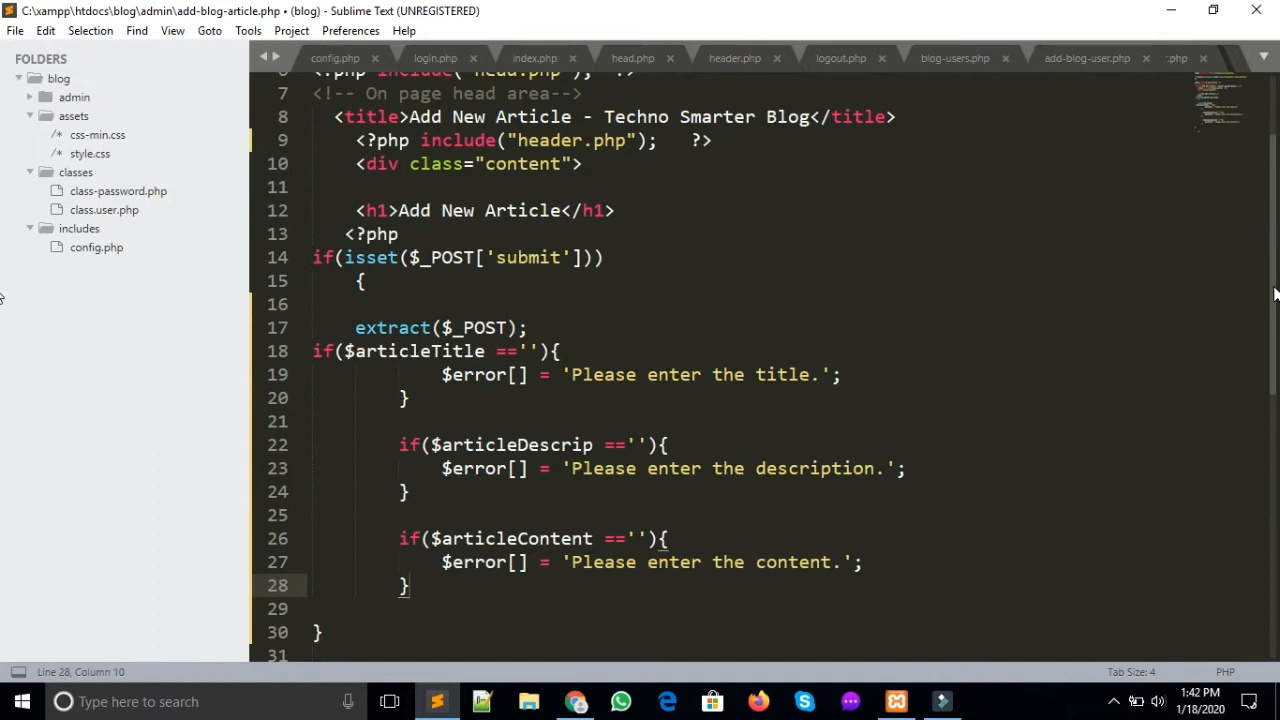 C:\xampp\htdocs\blog\admin\add-blog-article.php • (blog) - Sublime Text (UNREGISTERED)
File Edit Selection Find View Goto Tools Project Preferences Help
FOLDERS
blog
admin
assets
/* css-min.css
/* style.css
classes
class-password.php
class.user.php
includes
config.php
config.php × login.php × index.php × head.php × header.php × logout.php × blog-users.php × add-blog-user.php × .php ×
6 <?php include("head.php"); ?>
7 <!-- On page head area-->
8 <title>Add New Article - Techno Smarter Blog</title>
9 <?php include("header.php"); ?>
10 <div class="content">
11
12 <h1>Add New Article</h1>
13 <?php
14 if(isset($_POST['submit']))
15 {
16
17 extract($_POST);
18 if($articleTitle ==''){
19 $error[] = 'Please enter the title.';
20 }
21
22 if($articleDescrip ==''){
23 $error[] = 'Please enter the description.';
24 }
25
26 if($articleContent ==''){
27 $error[] = 'Please enter the content.';
28 }
29
30 }
31
Line 28, Column 10 Tab Size: 4 PHP
Type here to search
1:42 PM
1/18/2020